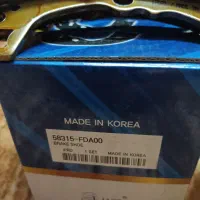 MADE IN KOREA
58315-FDA00
BRAKE SHOE
1 SET MADE IN KOREA